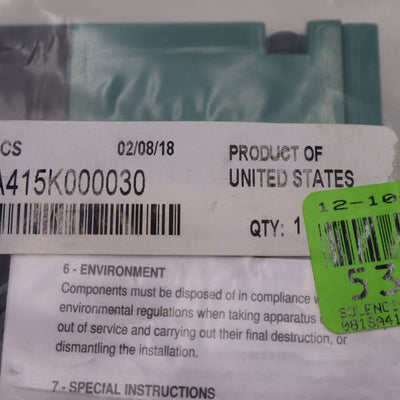 CS 02/08/18 PRODUCT OF
A415K000030 UNITED STATES
QTY: 1
12-10
53
SOLENOI
081SA41
6 - ENVIRONMENT
Components must be disposed of in compliance w
environmental regulations when taking apparatus o
out of service and carrying out their final destruction, or
dismantling the installation.
7 - SPECIAL INSTRUCTIONS